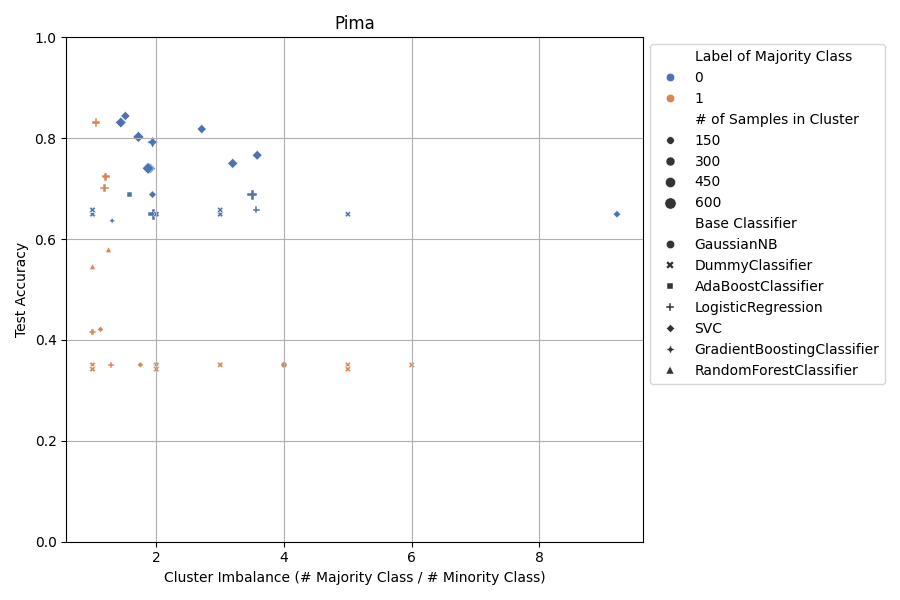 Pima
1.0
0.8
0.6
0.4
0.2
0.0
Test Accuracy
2
4
6
8
Cluster Imbalance (# Majority Class / # Minority Class)
Label of Majority Class
0
1
# of Samples in Cluster
150
300
450
600
Base Classifier
GaussianNB
DummyClassifier
AdaBoostClassifier
LogisticRegression
SVC
GradientBoostingClassifier
RandomForestClassifier